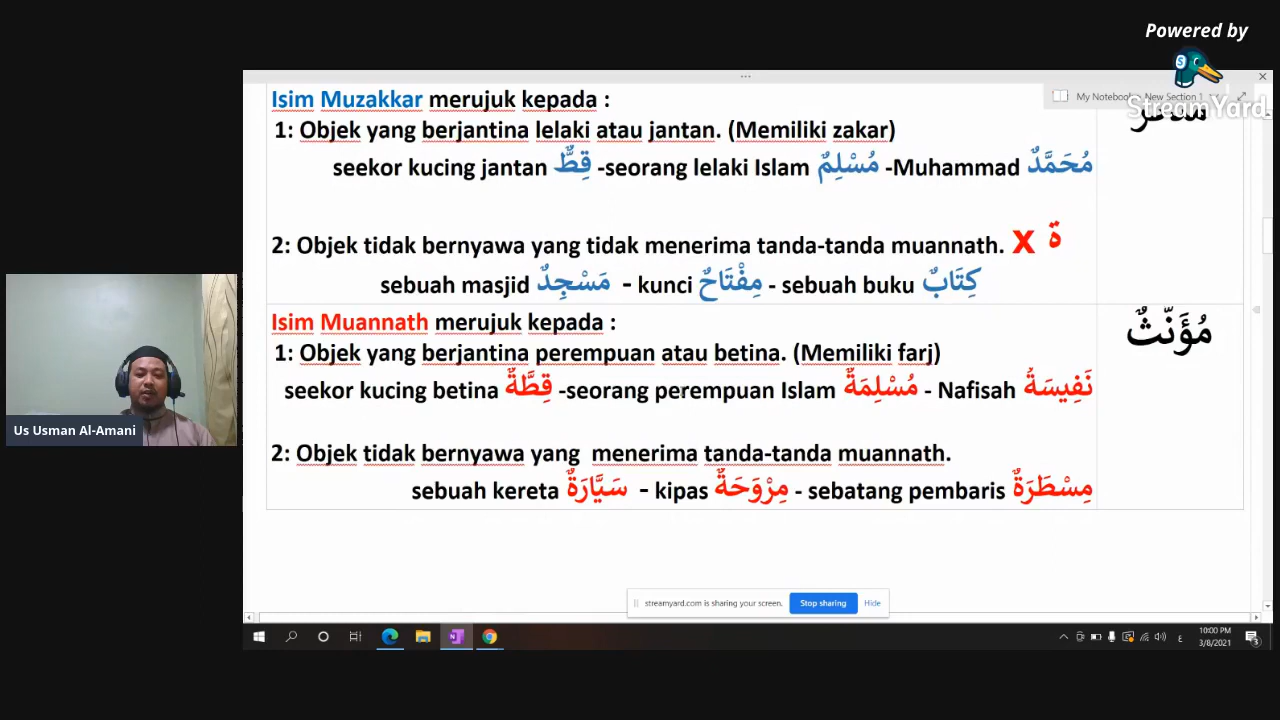 Powered by
StreamYard
My Notebook
New Section 1
مُذَكَّرٌ
Isim Muzakkar merujuk kepada :
1: Objek yang berjantina lelaki atau jantan. (Memiliki zakar)
seekor kucing jantan قِطٌّ -seorang lelaki Islam مُسْلِمٌ -Muhammad مُحَمَّدٌ
2: Objek tidak bernyawa yang tidak menerima tanda-tanda muannath. X ة
sebuah masjid مَسْجِدٌ - kunci مِفْتَاحٌ - sebuah buku كِتَابٌ
Isim Muannath merujuk kepada :
مُؤَنَّثٌ
1: Objek yang berjantina perempuan atau betina. (Memiliki farj)
seekor kucing betina قِطَّةٌ -seorang perempuan Islam مُسْلِمَةٌ - Nafisah نَفِيسَةُ
2: Objek tidak bernyawa yang menerima tanda-tanda muannath.
sebuah kereta سَيَّارَةٌ - kipas مِرْوَحَةٌ - sebatang pembaris مِسْطَرَةٌ
Us Usman Al-Amani
streamyard.com is sharing your screen. Stop sharing Hide
ع
10:00 PM
3/8/2021